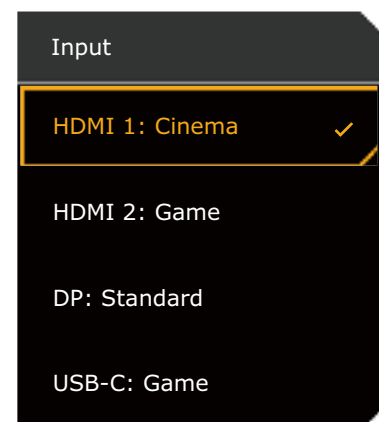 Input
HDMI 1: Cinema
HDMI 2: Game
DP: Standard
USB-C: Game